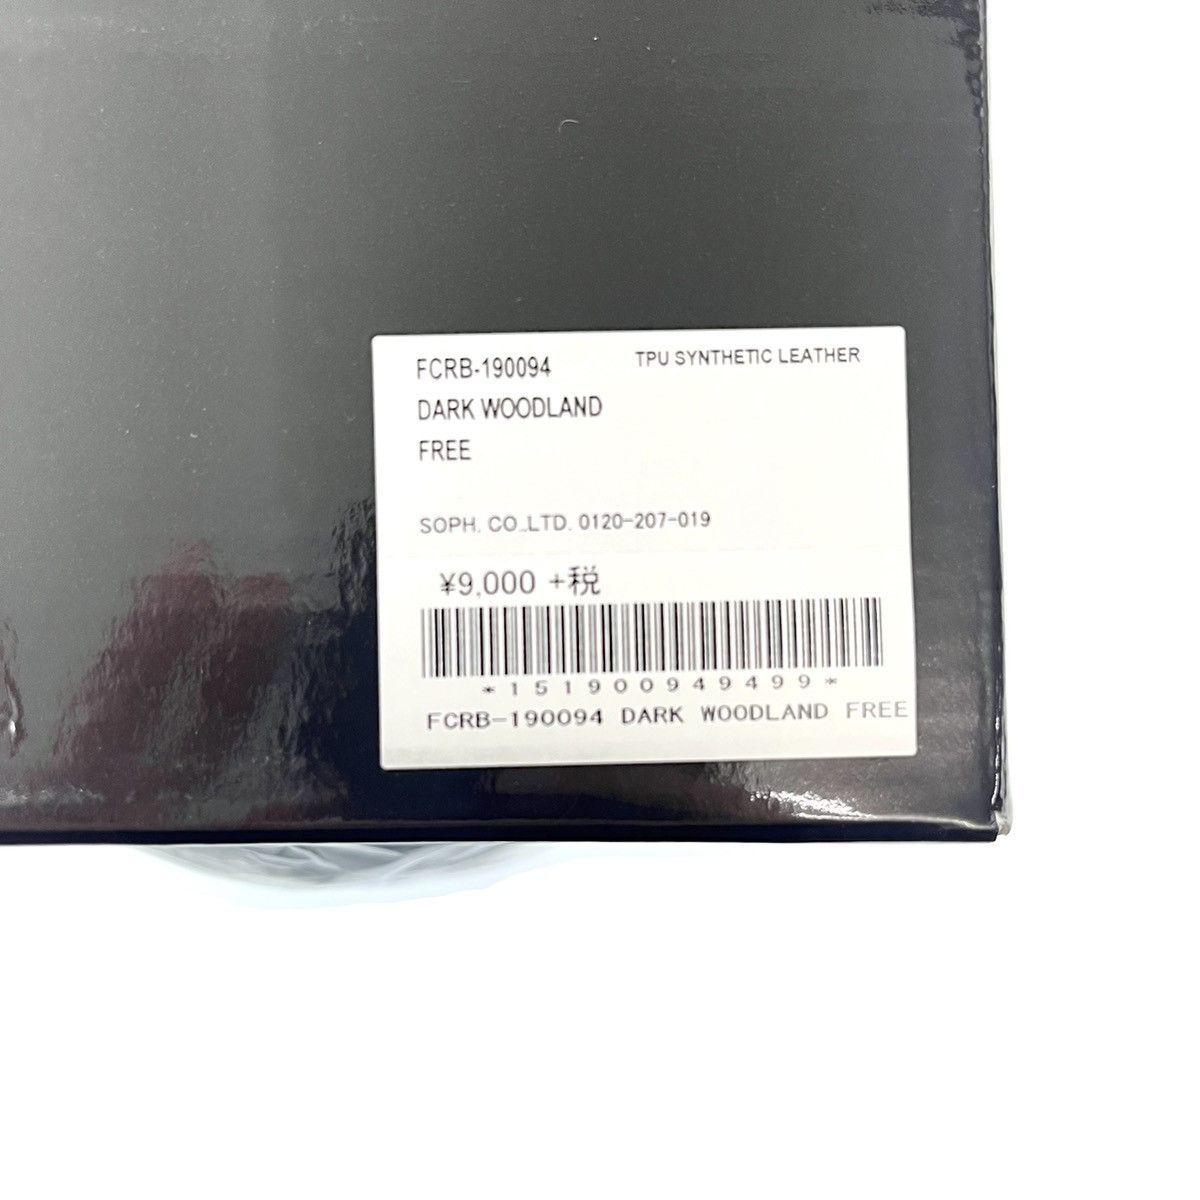 FCRB-190094 TPU SYNTHETIC LEATHER
DARK WOODLAND
FREE
SOPH. CO.,LTD. 0120-207-019
¥9,000 +税
*151900949499*
FCRB-190094 DARK WOODLAND FREE